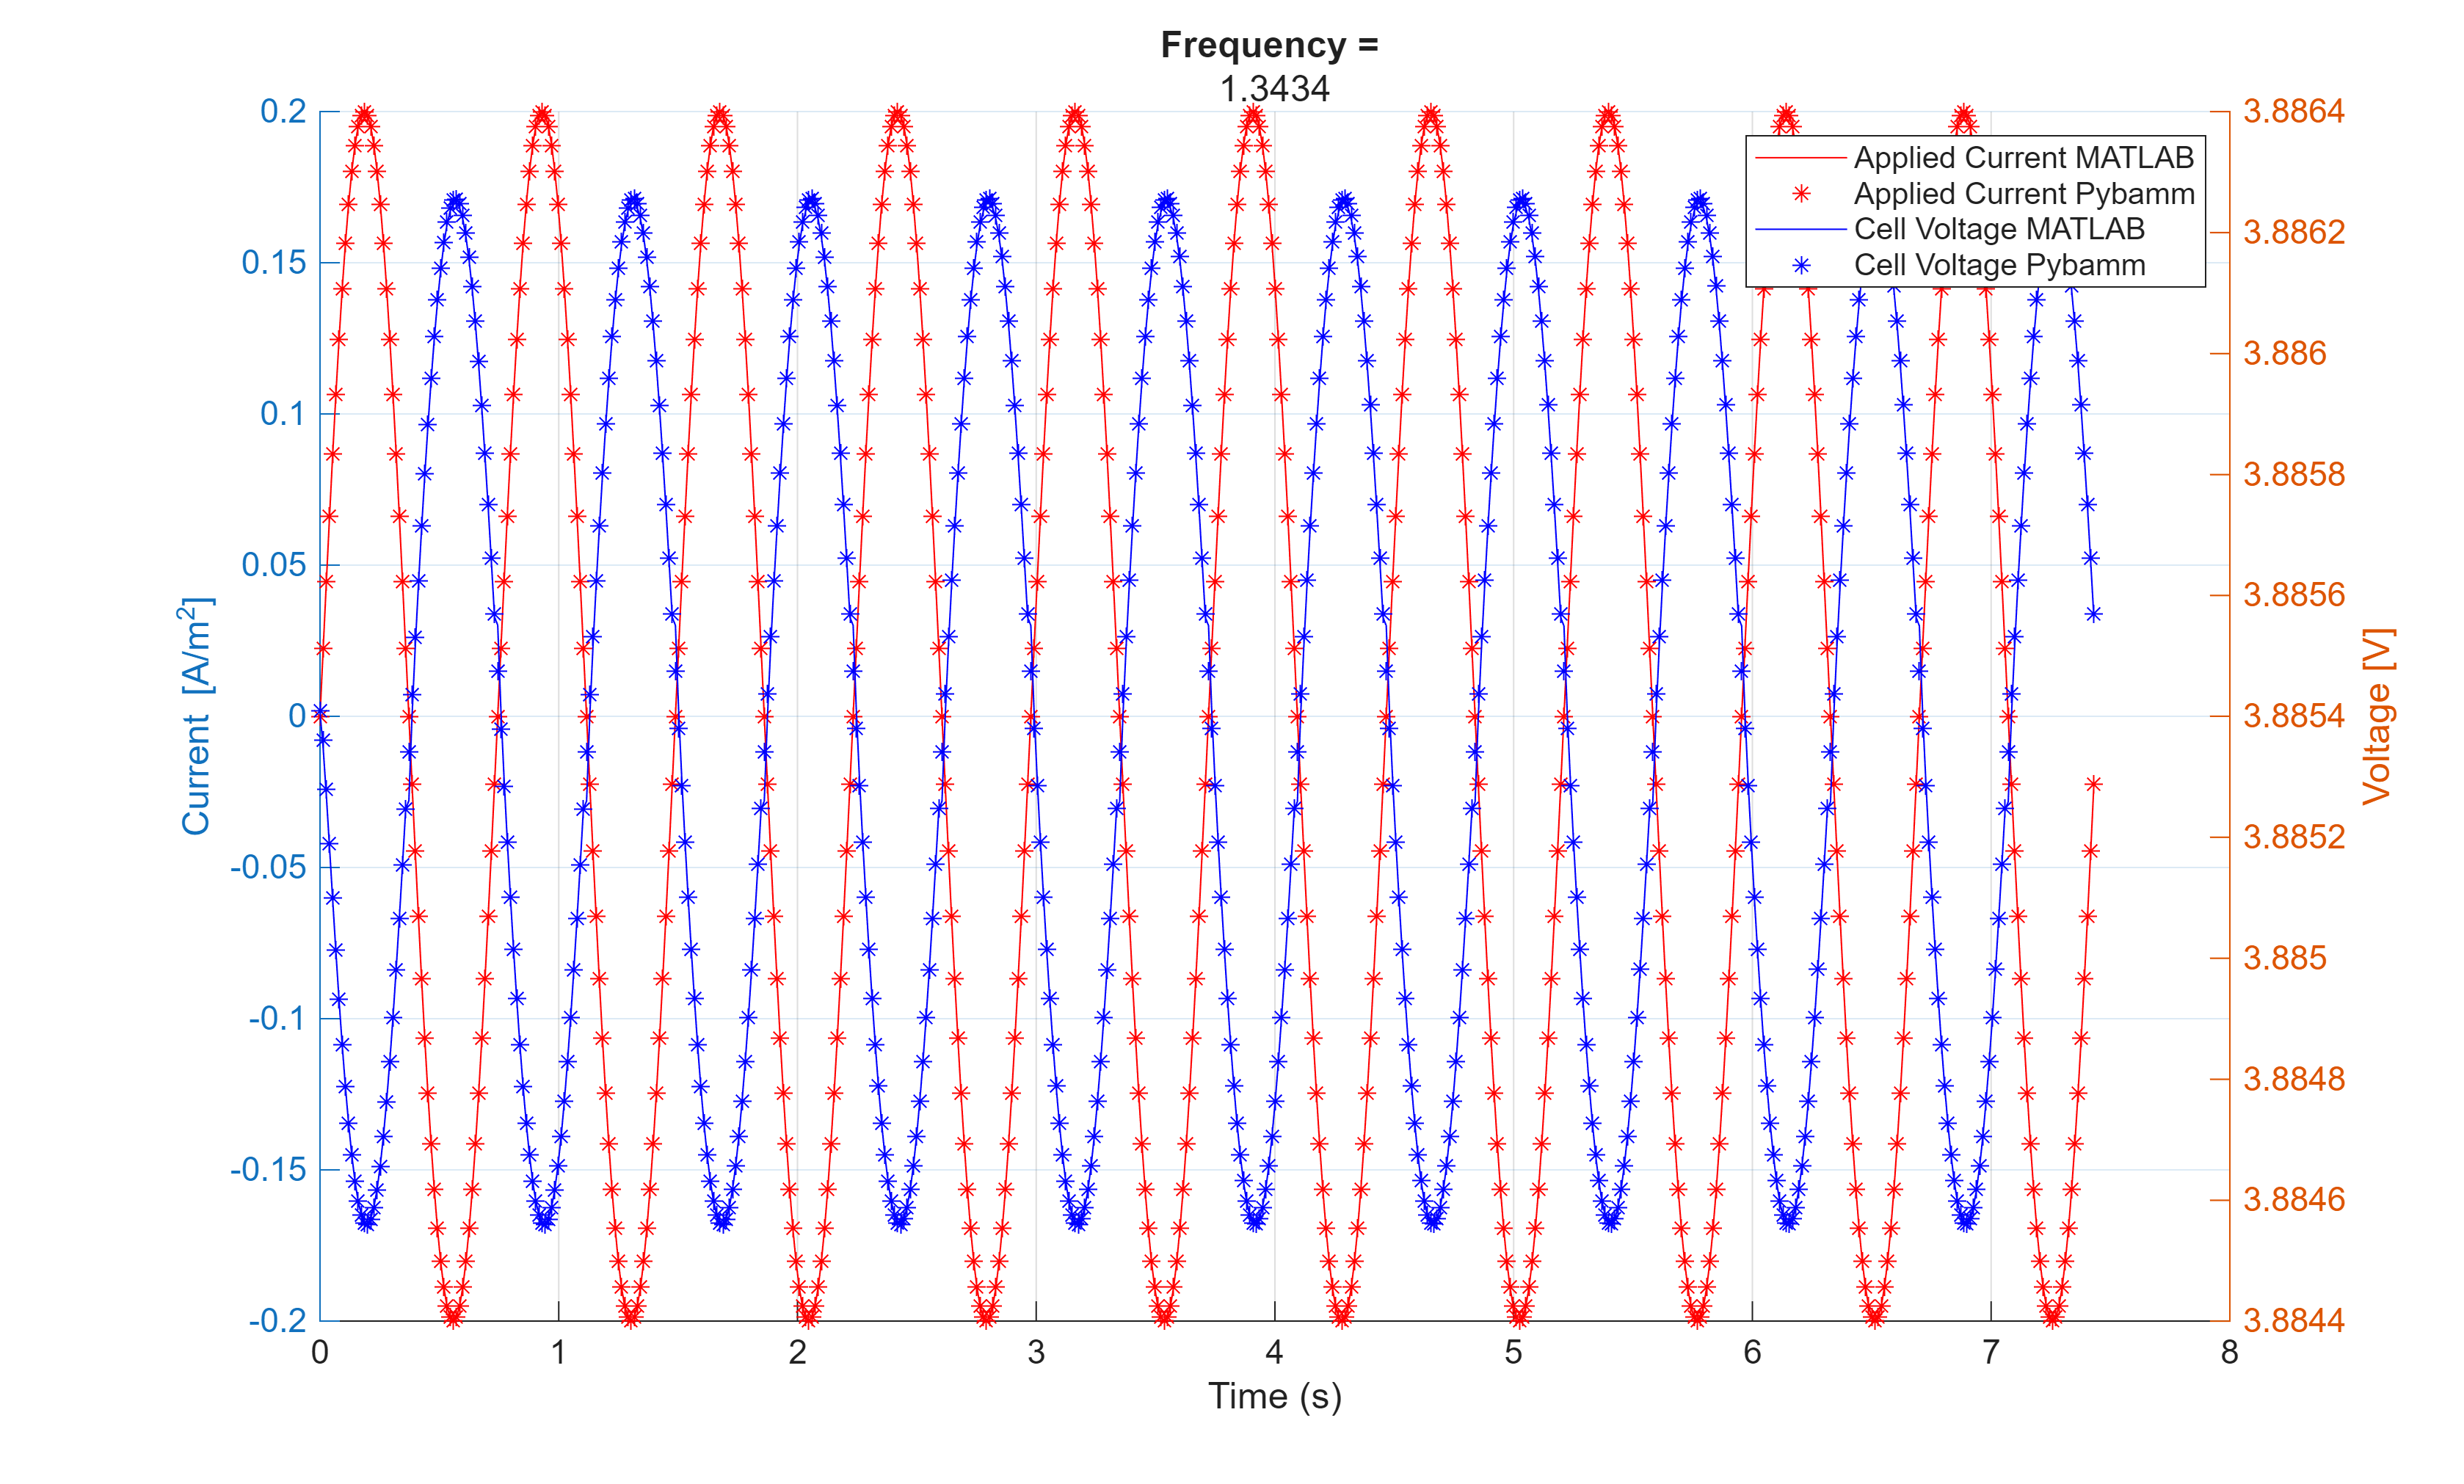 Frequency =
1.3434
0.2
0.15
0.1
0.05
0
-0.05
-0.1
-0.15
-0.2
Current [A/m²]
3.8864
3.8862
3.886
3.8858
3.8856
3.8854
3.8852
3.885
3.8848
3.8846
3.8844
Voltage [V]
Applied Current MATLAB
Applied Current Pybamm
Cell Voltage MATLAB
Cell Voltage Pybamm
0 1 2 3 4 5 6 7 8
Time (s)